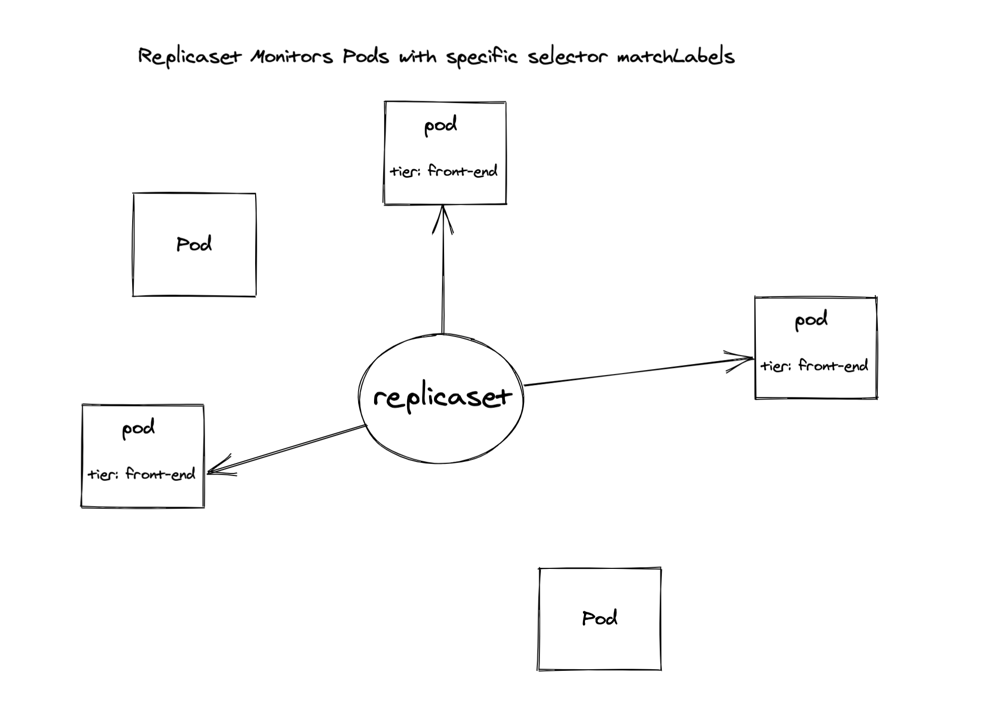 Replicaset Monitors Pods with specific selector matchLabels
pod
tier: front-end
Pod
pod
tier: front-end
replicaset
pod
tier: front-end
Pod